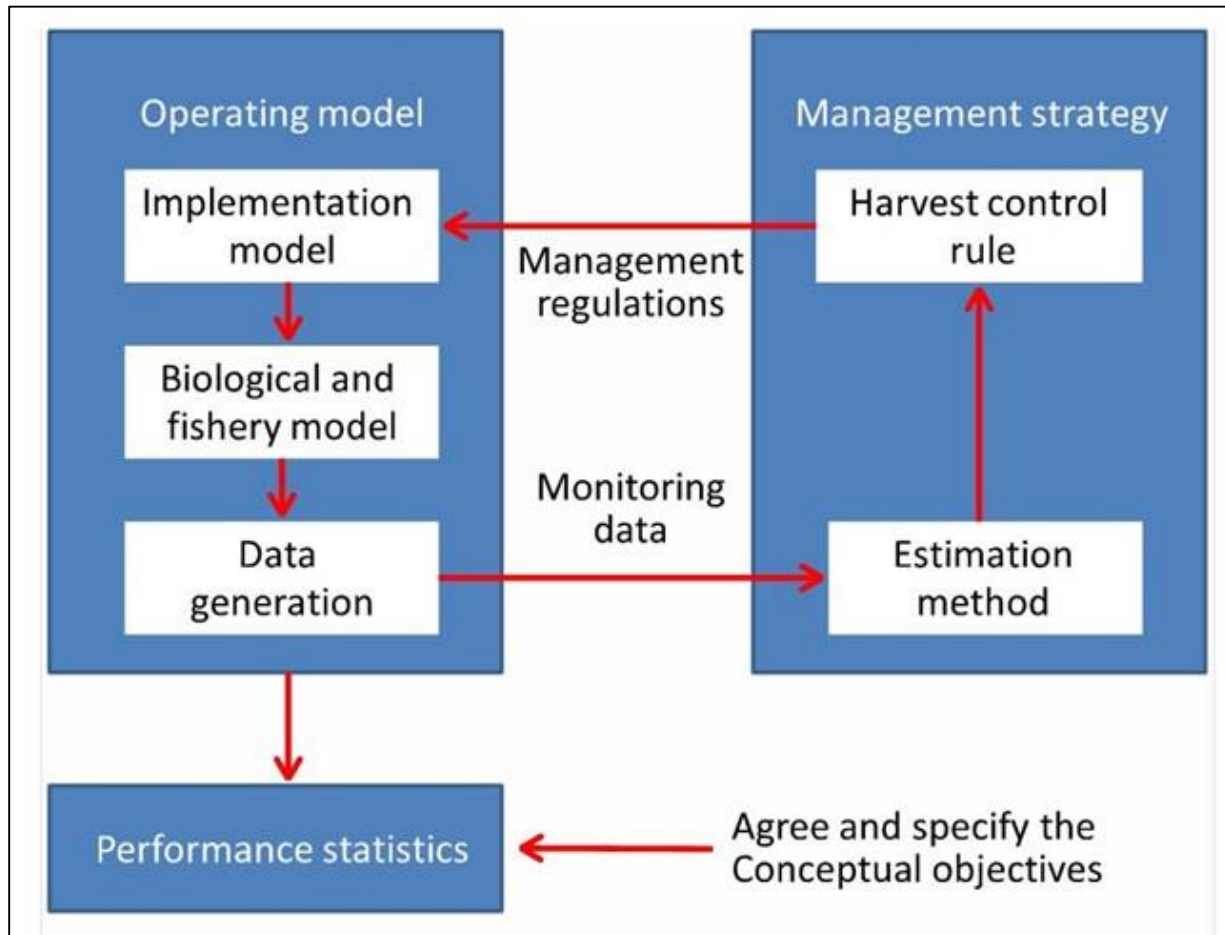 Operating model
Implementation
model
Biological and
fishery model
Data
generation
Management
regulations
Monitoring
data
Management strategy
Harvest control
rule
Estimation
method
Performance statistics
Agree and specify the
Conceptual objectives